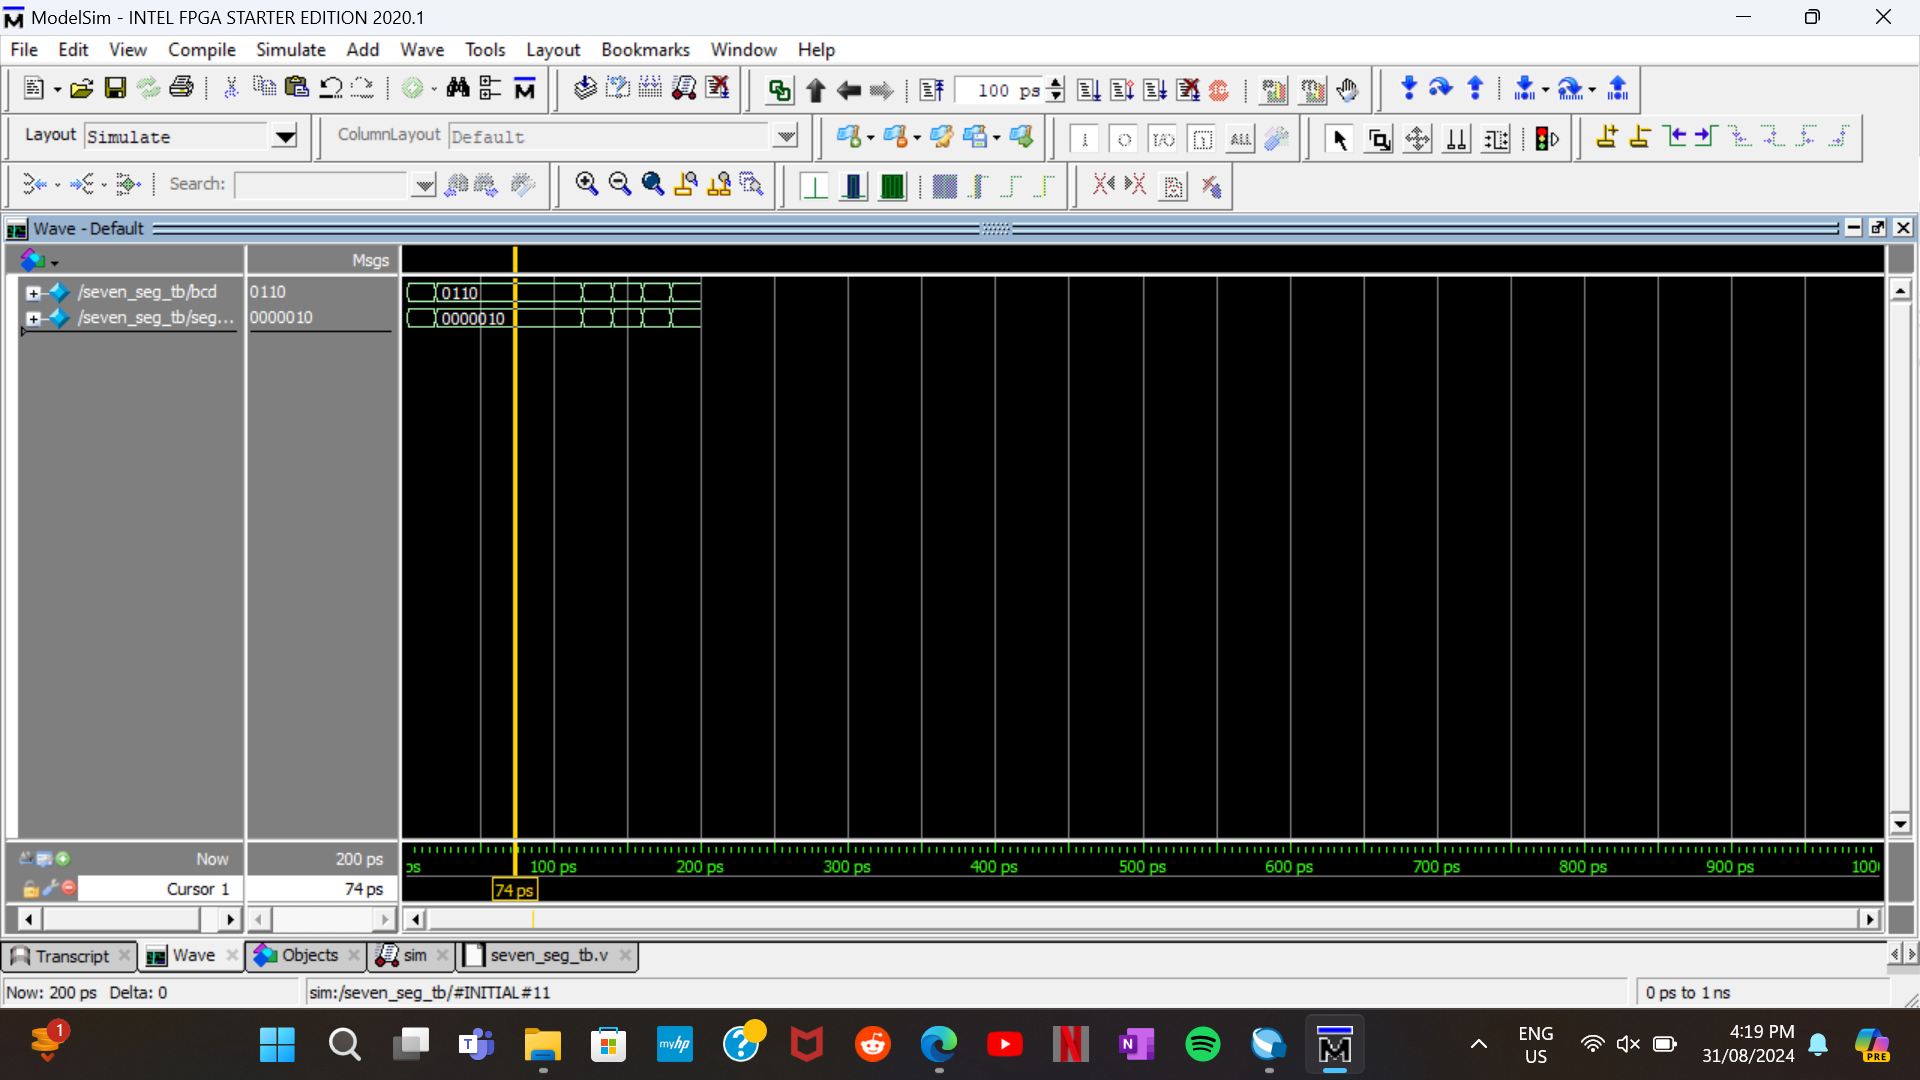 ModelSim - INTEL FPGA STARTER EDITION 2020.1
File Edit View Compile Simulate Add Wave Tools Layout Bookmarks Window Help
100 ps
Layout Simulate ColumnLayout Default ALL
Search:
Wave - Default
Msgs
/seven_seg_tb/bcd 0110 0110
/seven_seg_tb/seg... 0000010 0000010
Now 200 ps ps 100 ps 200 ps 300 ps 400 ps 500 ps 600 ps 700 ps 800 ps 900 ps 100
Cursor 1 74 ps 74 ps
Transcript Wave Objects sim seven_seg_tb.v
Now: 200 ps Delta: 0 sim:/seven_seg_tb/#INITIAL#11 0 ps to 1 ns
1 T myhp ? N N M ENG US 4:19 PM 31/08/2024 PRE